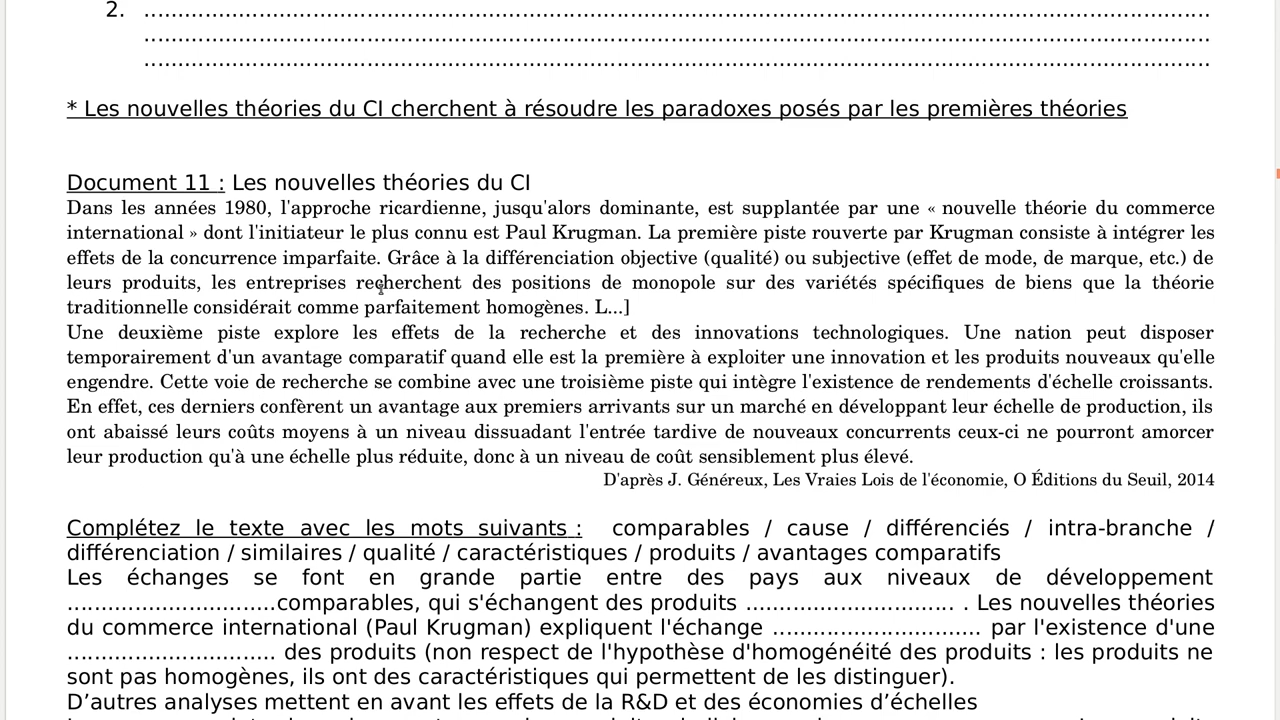 2. ................................................................................
................................................................................
................................................................................
* Les nouvelles théories du CI cherchent à résoudre les paradoxes posés par les premières théories
Document 11 : Les nouvelles théories du CI
Dans les années 1980, l'approche ricardienne, jusqu'alors dominante, est supplantée par une « nouvelle théorie du commerce
international » dont l'initiateur le plus connu est Paul Krugman. La première piste rouverte par Krugman consiste à intégrer les
effets de la concurrence imparfaite. Grâce à la différenciation objective (qualité) ou subjective (effet de mode, de marque, etc.) de
leurs produits, les entreprises recherchent des positions de monopole sur des variétés spécifiques de biens que la théorie
traditionnelle considérait comme parfaitement homogènes. L...]
Une deuxième piste explore les effets de la recherche et des innovations technologiques. Une nation peut disposer
temporairement d'un avantage comparatif quand elle est la première à exploiter une innovation et les produits nouveaux qu'elle
engendre. Cette voie de recherche se combine avec une troisième piste qui intègre l'existence de rendements d'échelle croissants.
En effet, ces derniers confèrent un avantage aux premiers arrivants sur un marché en développant leur échelle de production, ils
ont abaissé leurs coûts moyens à un niveau dissuadant l'entrée tardive de nouveaux concurrents ceux-ci ne pourront amorcer
leur production qu'à une échelle plus réduite, donc à un niveau de coût sensiblement plus élevé.
D'après J. Généreux, Les Vraies Lois de l'économie, O Éditions du Seuil, 2014
Complétez le texte avec les mots suivants : comparables / cause / différenciés / intra-branche /
différenciation / similaires / qualité / caractéristiques / produits / avantages comparatifs
Les échanges se font en grande partie entre des pays aux niveaux de développement
...............................comparables, qui s'échangent des produits ............................... . Les nouvelles théories
du commerce international (Paul Krugman) expliquent l'échange ............................... par l'existence d'une
............................... des produits (non respect de l'hypothèse d'homogénéité des produits : les produits ne
sont pas homogènes, ils ont des caractéristiques qui permettent de les distinguer).
D’autres analyses mettent en avant les effets de la R&D et des économies d’échelles